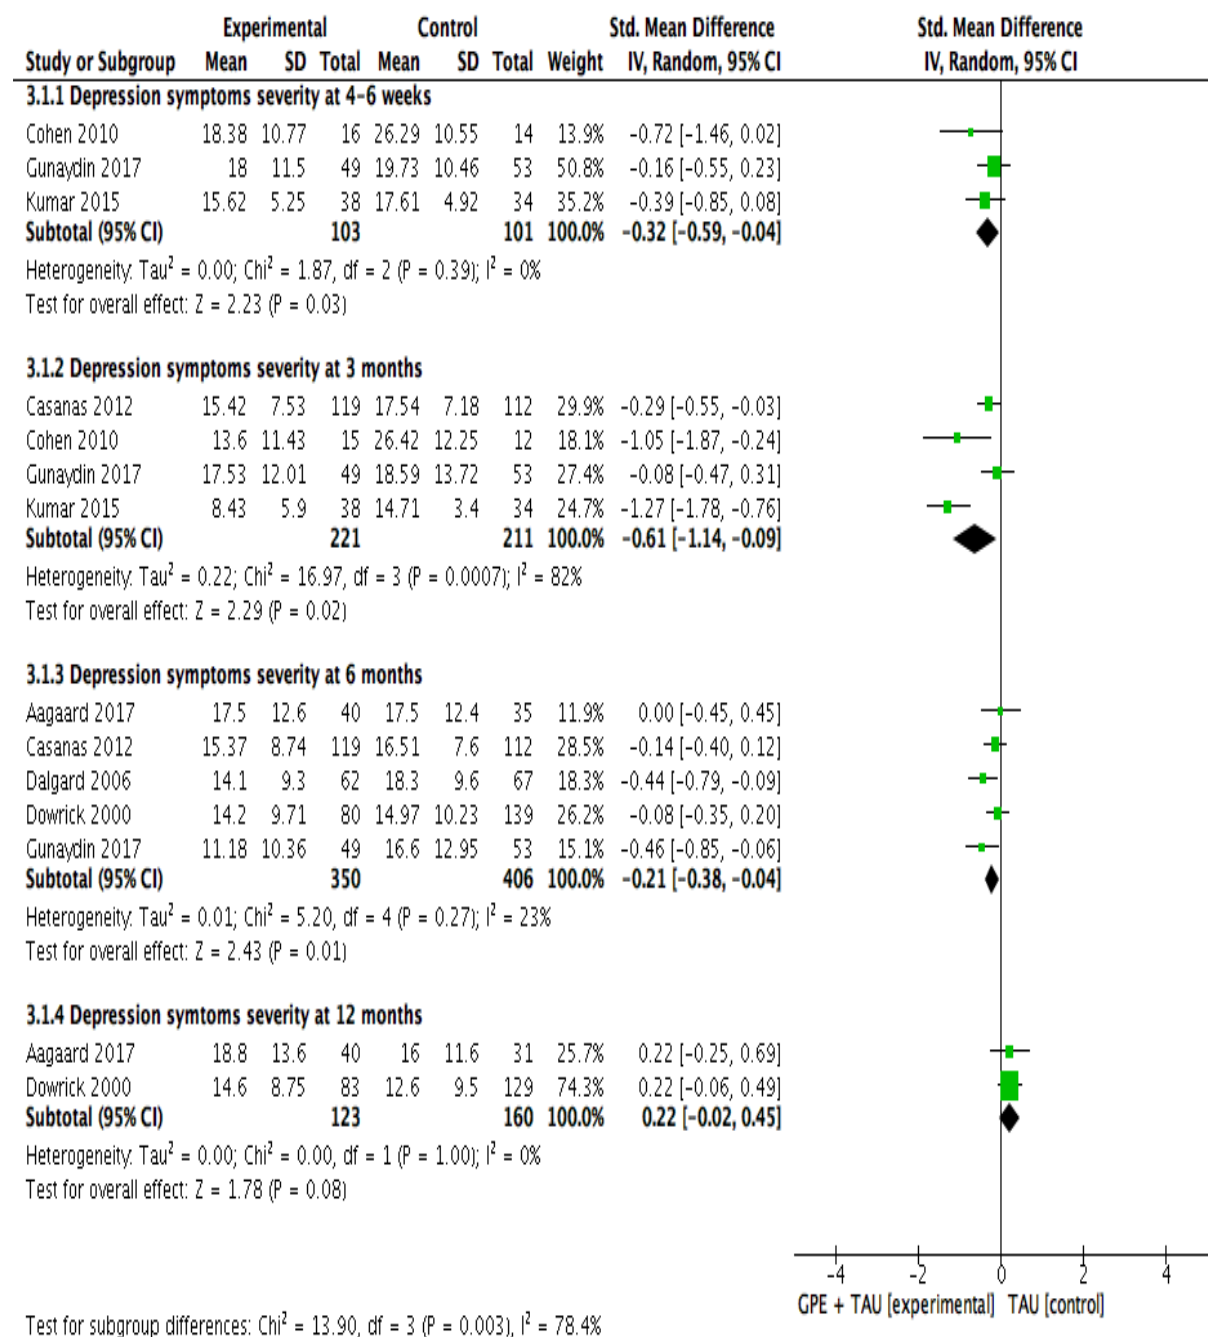 Experimental Control Std. Mean Difference Std. Mean Difference
Study or Subgroup Mean SD Total Mean SD Total Weight IV, Random, 95% CI IV, Random, 95% CI
3.1.1 Depression symptoms severity at 4-6 weeks
Cohen 2010 18.38 10.77 16 26.29 10.55 14 13.9% -0.72 [-1.46, 0.02]
Gunaydin 2017 18 11.5 49 19.73 10.46 53 50.8% -0.16 [-0.55, 0.23]
Kumar 2015 15.62 5.25 38 17.61 4.92 34 35.2% -0.39 [-0.85, 0.08]
Subtotal (95% CI) 103 101 100.0% -0.32 [-0.59, -0.04]
Heterogeneity: Tau² = 0.00; Chi² = 1.87, df = 2 (P = 0.39); I² = 0%
Test for overall effect: Z = 2.23 (P = 0.03)
3.1.2 Depression symptoms severity at 3 months
Casanas 2012 15.42 7.53 119 17.54 7.18 112 29.9% -0.29 [-0.55, -0.03]
Cohen 2010 13.6 11.43 15 26.42 12.25 12 18.1% -1.05 [-1.87, -0.24]
Gunaydin 2017 17.53 12.01 49 18.59 13.72 53 27.4% -0.08 [-0.47, 0.31]
Kumar 2015 8.43 5.9 38 14.71 3.4 34 24.7% -1.27 [-1.78, -0.76]
Subtotal (95% CI) 221 211 100.0% -0.61 [-1.14, -0.09]
Heterogeneity: Tau² = 0.22; Chi² = 16.97, df = 3 (P = 0.0007); I² = 82%
Test for overall effect: Z = 2.29 (P = 0.02)
3.1.3 Depression symptoms severity at 6 months
Aagaard 2017 17.5 12.6 40 17.5 12.4 35 11.9% 0.00 [-0.45, 0.45]
Casanas 2012 15.37 8.74 119 16.51 7.6 112 28.5% -0.14 [-0.40, 0.12]
Dalgard 2006 14.1 9.3 62 18.3 9.6 67 18.3% -0.44 [-0.79, -0.09]
Dowrick 2000 14.2 9.71 80 14.97 10.23 139 26.2% -0.08 [-0.35, 0.20]
Gunaydin 2017 11.18 10.36 49 16.6 12.95 53 15.1% -0.46 [-0.85, -0.06]
Subtotal (95% CI) 350 406 100.0% -0.21 [-0.38, -0.04]
Heterogeneity: Tau² = 0.01; Chi² = 5.20, df = 4 (P = 0.27); I² = 23%
Test for overall effect: Z = 2.43 (P = 0.01)
3.1.4 Depression symtoms severity at 12 months
Aagaard 2017 18.8 13.6 40 16 11.6 31 25.7% 0.22 [-0.25, 0.69]
Dowrick 2000 14.6 8.75 83 12.6 9.5 129 74.3% 0.22 [-0.06, 0.49]
Subtotal (95% CI) 123 160 100.0% 0.22 [-0.02, 0.45]
Heterogeneity: Tau² = 0.00; Chi² = 0.00, df = 1 (P = 1.00); I² = 0%
Test for overall effect: Z = 1.78 (P = 0.08)
-4 -2 0 2 4
GPE + TAU [experimental] TAU [control]
Test for subgroup differences: Chi² = 13.90, df = 3 (P = 0.003), I² = 78.4%